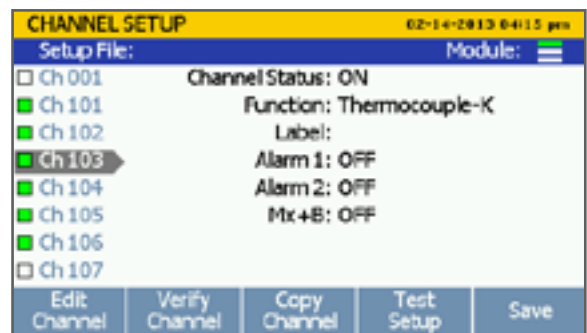 CHANNEL SETUP 02-14-2013 04:15 pm
Setup File: Module:
Ch 001 Channel Status: ON
Ch 101 Function: Thermocouple-K
Ch 102 Label:
Ch 103 Alarm 1: OFF
Ch 104 Alarm 2: OFF
Ch 105 Mx+B: OFF
Ch 106
Ch 107
Edit Channel Verify Channel Copy Channel Test Setup Save